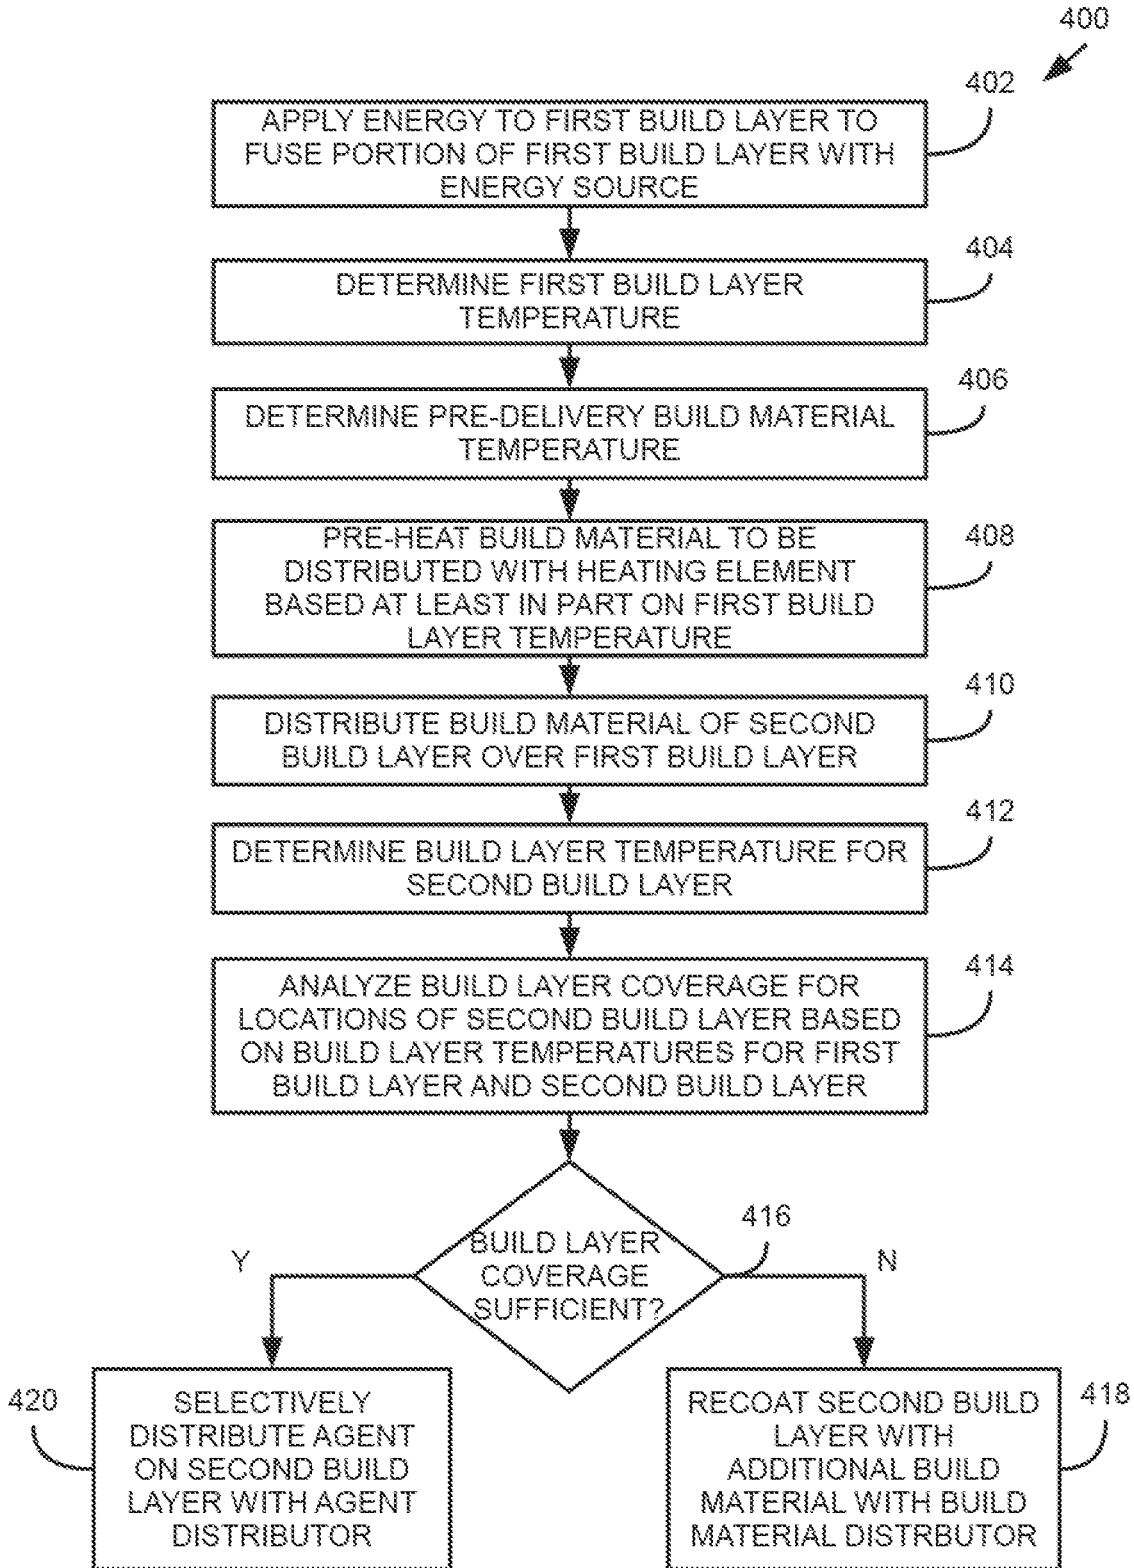 400
402
APPLY ENERGY TO FIRST BUILD LAYER TO
FUSE PORTION OF FIRST BUILD LAYER WITH
ENERGY SOURCE
404
DETERMINE FIRST BUILD LAYER
TEMPERATURE
406
DETERMINE PRE-DELIVERY BUILD MATERIAL
TEMPERATURE
408
PRE-HEAT BUILD MATERIAL TO BE
DISTRIBUTED WITH HEATING ELEMENT
BASED AT LEAST IN PART ON FIRST BUILD
LAYER TEMPERATURE
410
DISTRIBUTE BUILD MATERIAL OF SECOND
BUILD LAYER OVER FIRST BUILD LAYER
412
DETERMINE BUILD LAYER TEMPERATURE FOR
SECOND BUILD LAYER
414
ANALYZE BUILD LAYER COVERAGE FOR
LOCATIONS OF SECOND BUILD LAYER BASED
ON BUILD LAYER TEMPERATURES FOR FIRST
BUILD LAYER AND SECOND BUILD LAYER
416
BUILD LAYER
COVERAGE
SUFFICIENT?
Y
N
420
SELECTIVELY
DISTRIBUTE AGENT
ON SECOND BUILD
LAYER WITH AGENT
DISTRIBUTOR
418
RECOAT SECOND BUILD
LAYER WITH
ADDITIONAL BUILD
MATERIAL WITH BUILD
MATERIAL DISTRBUTOR